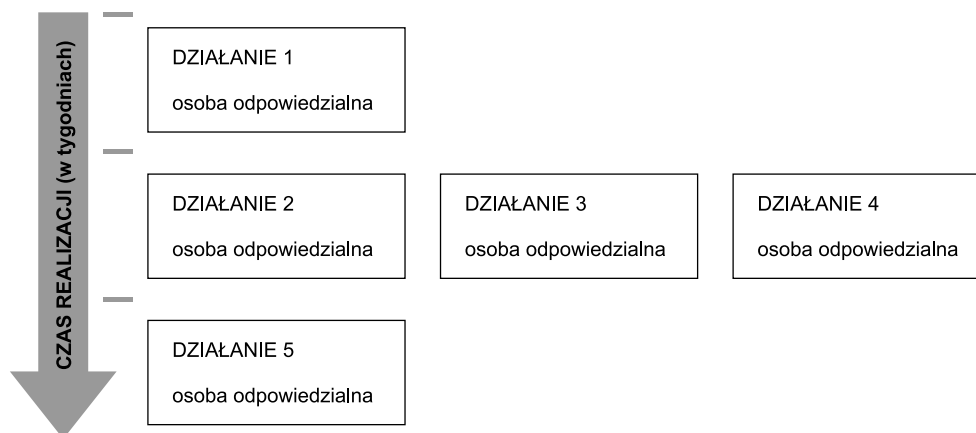 CZAS REALIZACJI (w tygodniach)
DZIAŁANIE 1
osoba odpowiedzialna
DZIAŁANIE 2
osoba odpowiedzialna
DZIAŁANIE 3
osoba odpowiedzialna
DZIAŁANIE 4
osoba odpowiedzialna
DZIAŁANIE 5
osoba odpowiedzialna